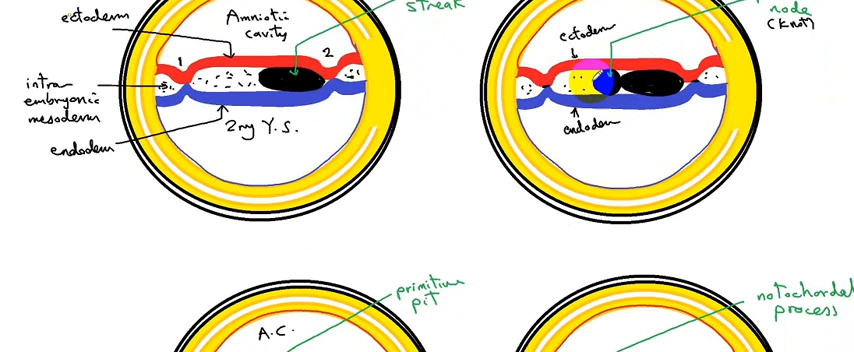 ectoderm
Amniotic
cavity
streak
1
2
intra
embryonic
mesoderm
endoderm
2ry Y.S.
node
(Knot)
ectoderm
endoderm
primitive
pit
A.C.
notochordal
process